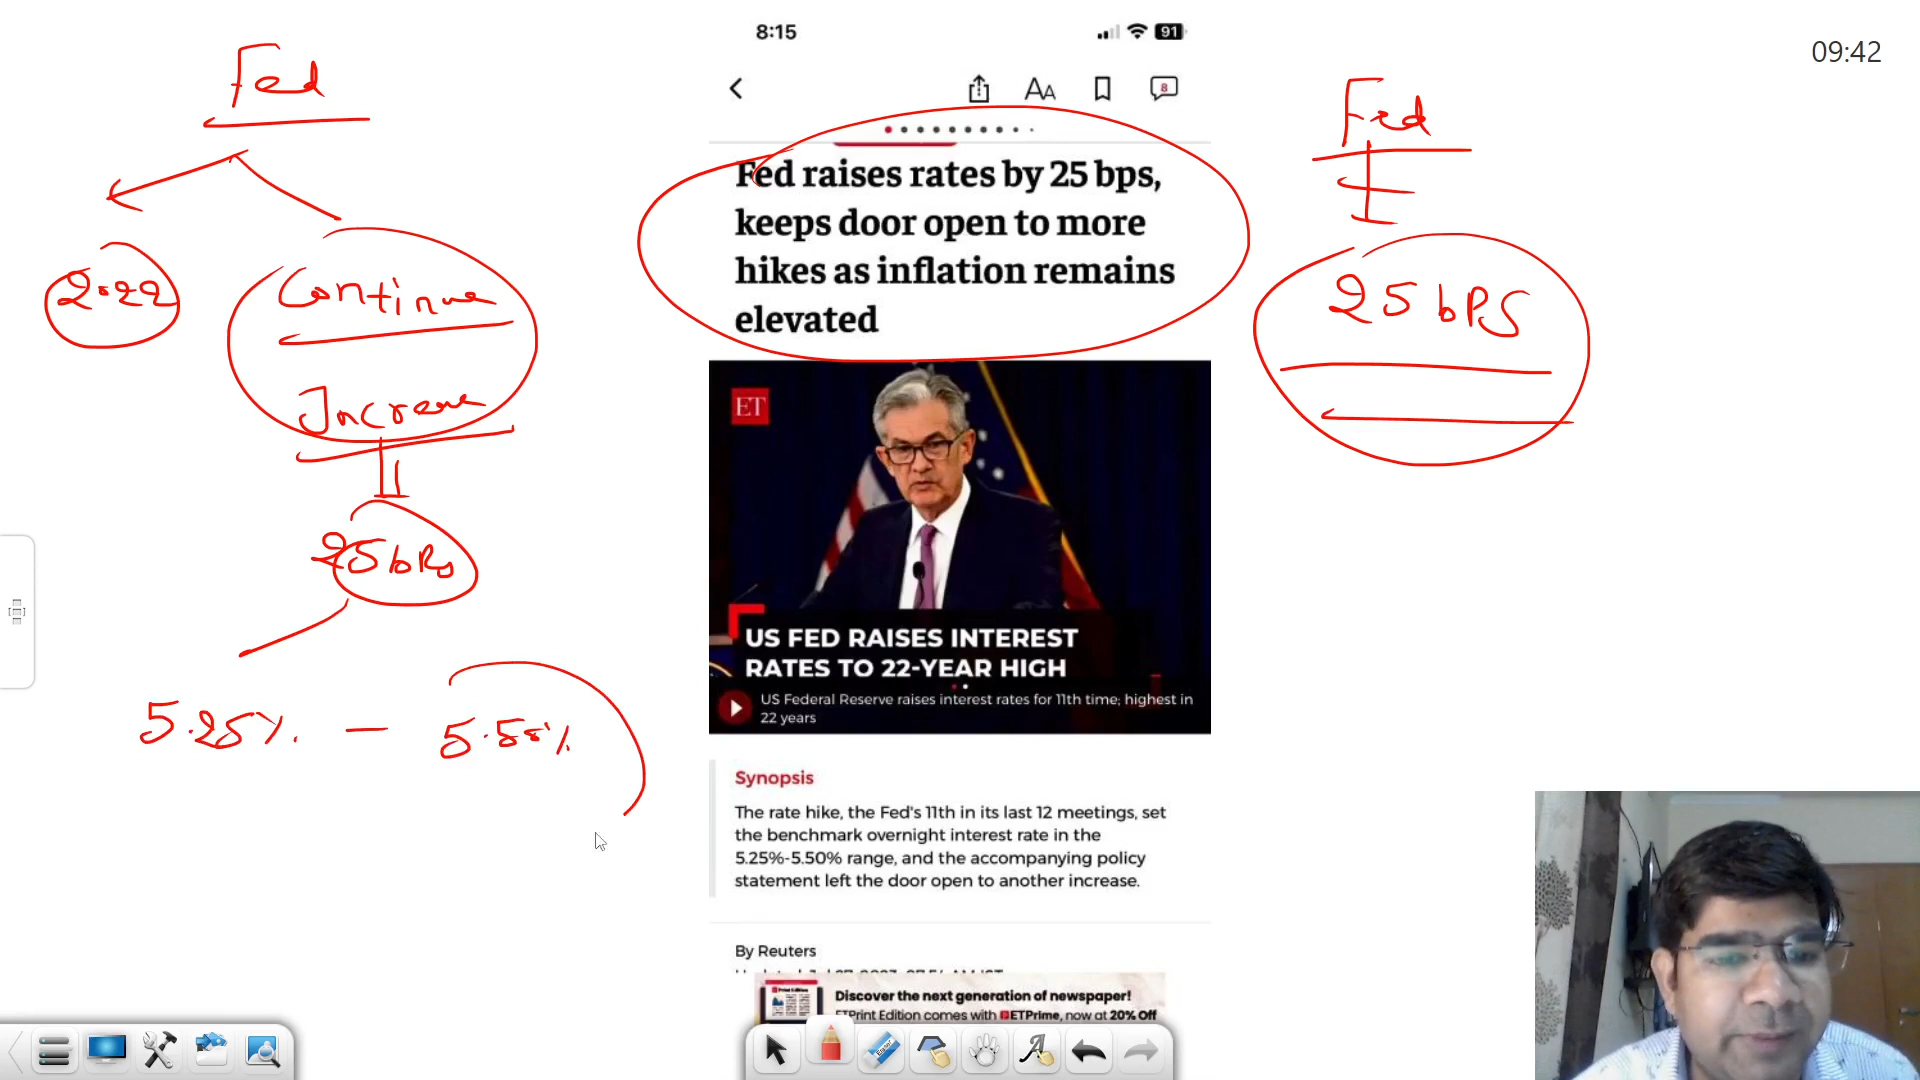 8:15
91
09:42
AA
8
Fed
2022
Continue
Increase
25 bps
5.25% - 5.50%
Fed raises rates by 25 bps,
keeps door open to more
hikes as inflation remains
elevated
ET
US FED RAISES INTEREST
RATES TO 22-YEAR HIGH
US Federal Reserve raises interest rates for 11th time; highest in
22 years
Synopsis
The rate hike, the Fed's 11th in its last 12 meetings, set
the benchmark overnight interest rate in the
5.25%-5.50% range, and the accompanying policy
statement left the door open to another increase.
By Reuters
Discover the next generation of newspaper!
ETPrint Edition comes with ETPrime, now at 20% Off
Fed
25 bPS